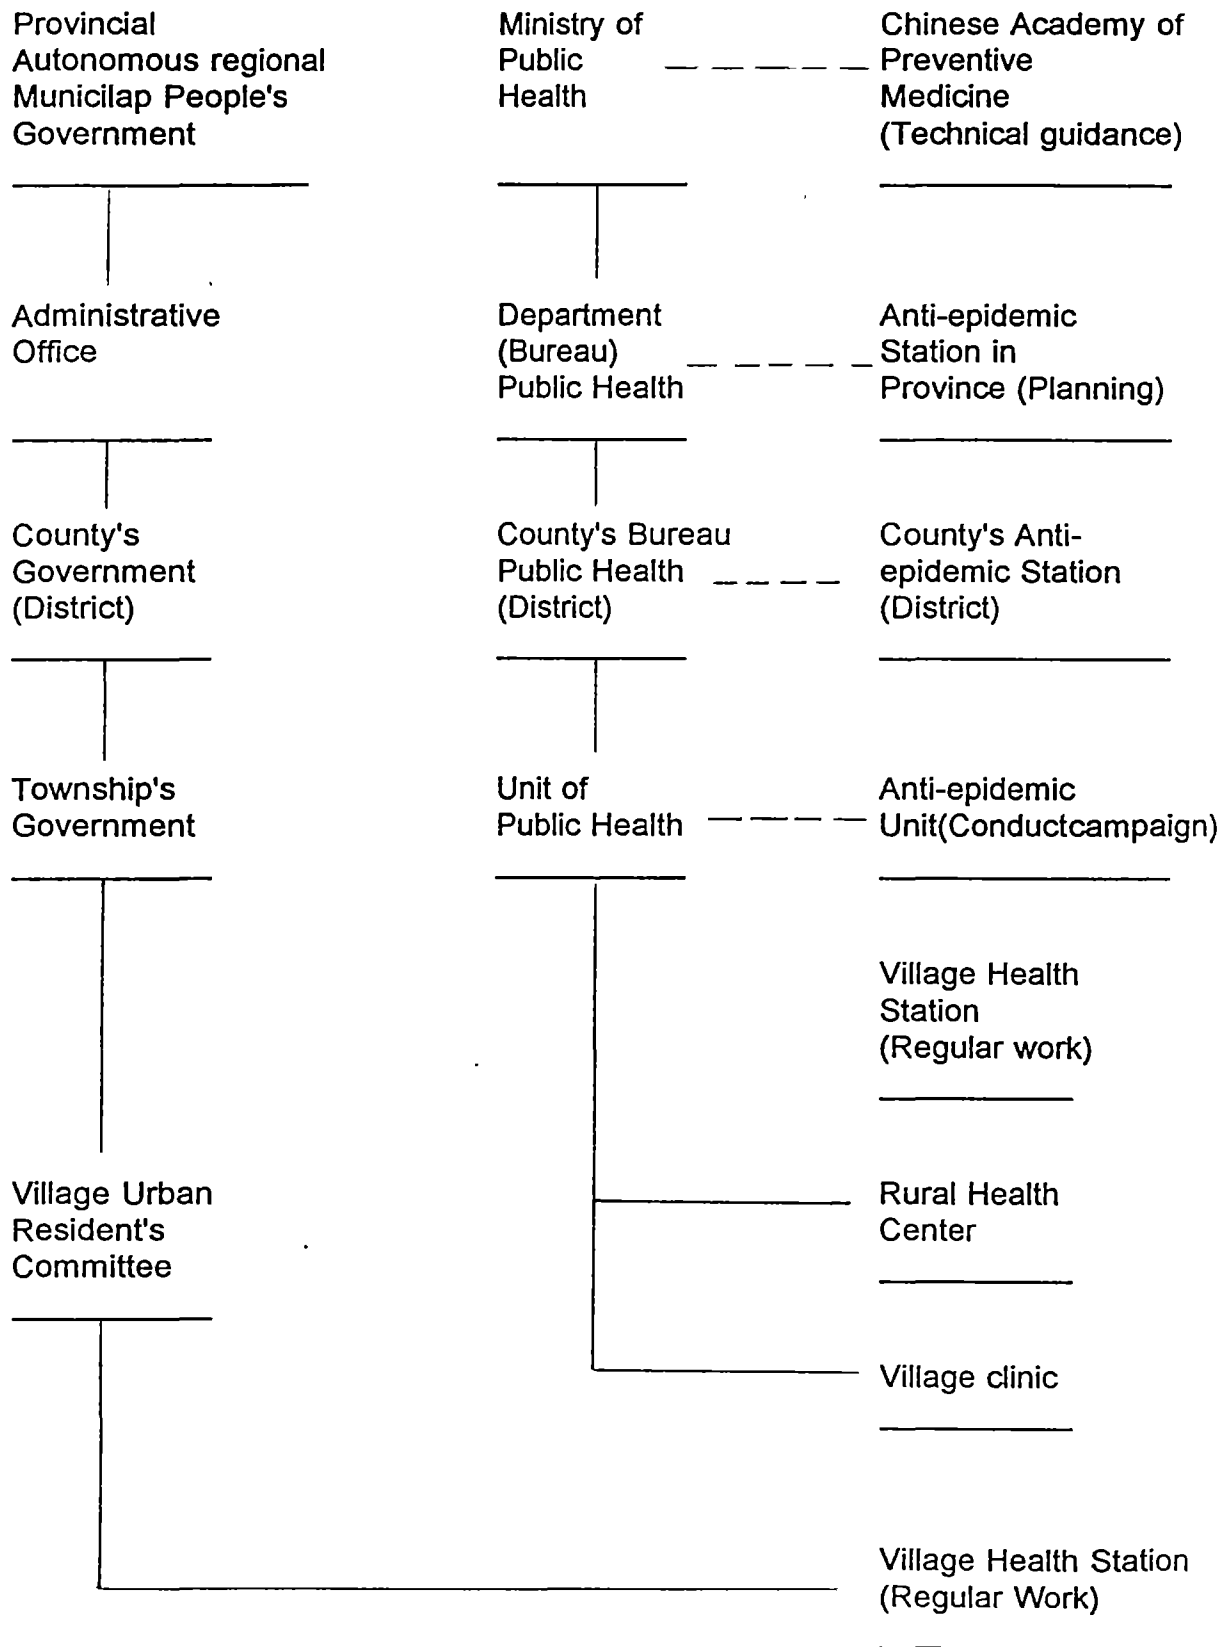 Provincial
Autonomous regional
Municilap People's
Government
Ministry of
Public
Health
Chinese Academy of
Preventive
Medicine
(Technical guidance)
Administrative
Office
Department
(Bureau)
Public Health
Anti-epidemic
Station in
Province (Planning)
County's
Government
(District)
County's Bureau
Public Health
(District)
County's Anti-
epidemic Station
(District)
Township's
Government
Unit of
Public Health
Anti-epidemic
Unit(Conductcampaign)
Village Health
Station
(Regular work)
Village Urban
Resident's
Committee
Rural Health
Center
Village clinic
Village Health Station
(Regular Work)